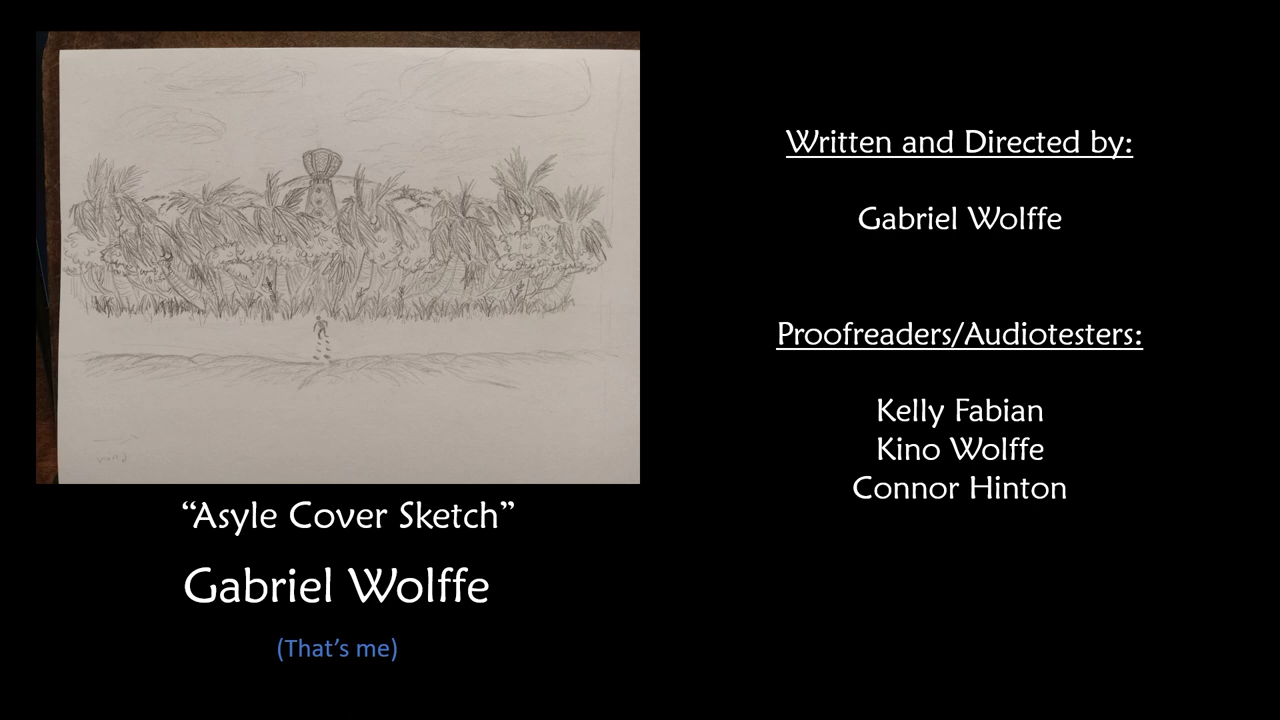 “Asyle Cover Sketch”
Gabriel Wolffe
(That’s me)
Written and Directed by:
Gabriel Wolffe
Proofreaders/Audiotesters:
Kelly Fabian
Kino Wolffe
Connor Hinton